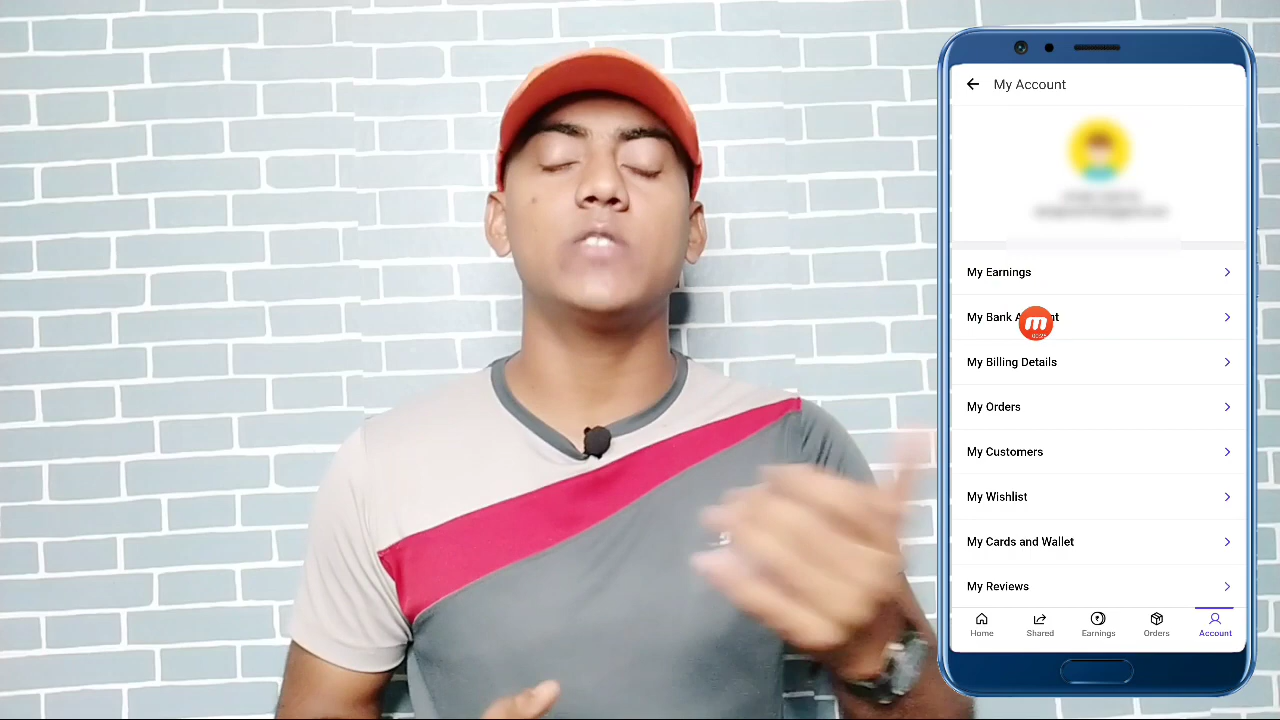 My Account
My Earnings
My Bank
My Billing Details
My Orders
My Customers
My Wishlist
My Cards and Wallet
My Reviews
Home
Shared
Earnings
Orders
Account